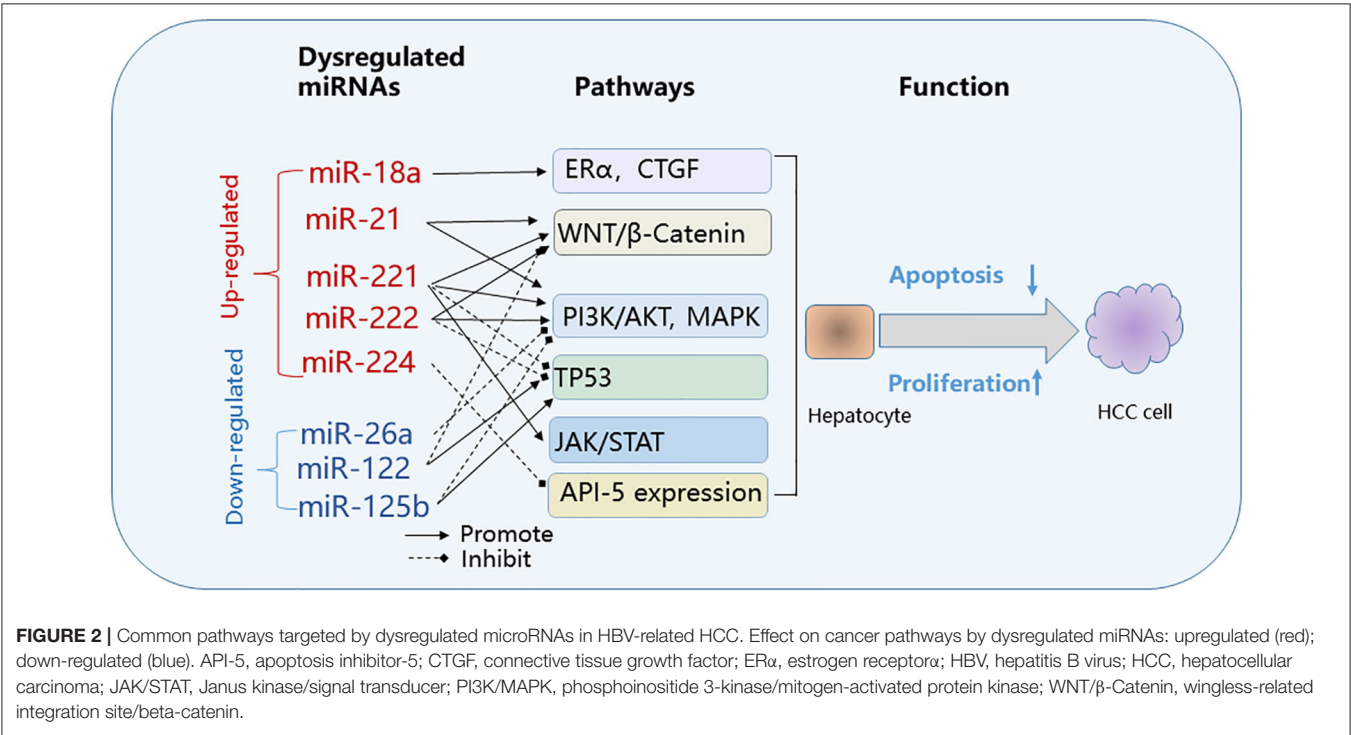 Dysregulated
miRNAs
Pathways
Function
Up-regulated
miR-18a
miR-21
miR-221
miR-222
miR-224
Down-regulated
miR-26a
miR-122
miR-125b
ERα, CTGF
WNT/β-Catenin
PI3K/AKT, MAPK
TP53
JAK/STAT
API-5 expression
Promote
Inhibit
Apoptosis
Proliferation
Hepatocyte
HCC cell
FIGURE 2 | Common pathways targeted by dysregulated microRNAs in HBV-related HCC. Effect on cancer pathways by dysregulated miRNAs: upregulated (red);
down-regulated (blue). API-5, apoptosis inhibitor-5; CTGF, connective tissue growth factor; ERα, estrogen receptorα; HBV, hepatitis B virus; HCC, hepatocellular
carcinoma; JAK/STAT, Janus kinase/signal transducer; PI3K/MAPK, phosphoinositide 3-kinase/mitogen-activated protein kinase; WNT/β-Catenin, wingless-related
integration site/beta-catenin.